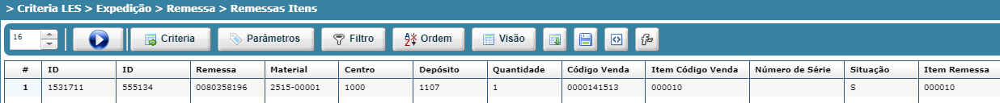 > Criteria LES > Expedição > Remessa > Remessas Itens
16 Criteria Parâmetros Filtro Ordem Visão
# ID ID Remessa Material Centro Depósito Quantidade Código Venda Item Código Venda Número de Série Situação Item Remessa
1 1531711 555134 0080358196 2515-00001 1000 1107 1 0000141513 000010 S 000010